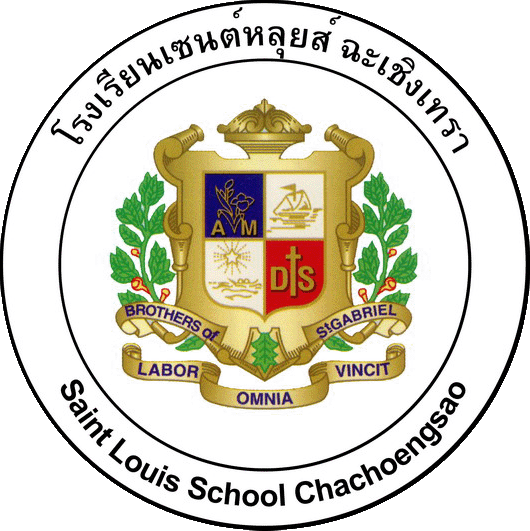 โรงเรียนเซนต์หลุยส์ ฉะเชิงเทรา
A M
D S
BROTHERS of St GABRIEL
LABOR OMNIA VINCIT
Saint Louis School Chachoengsao